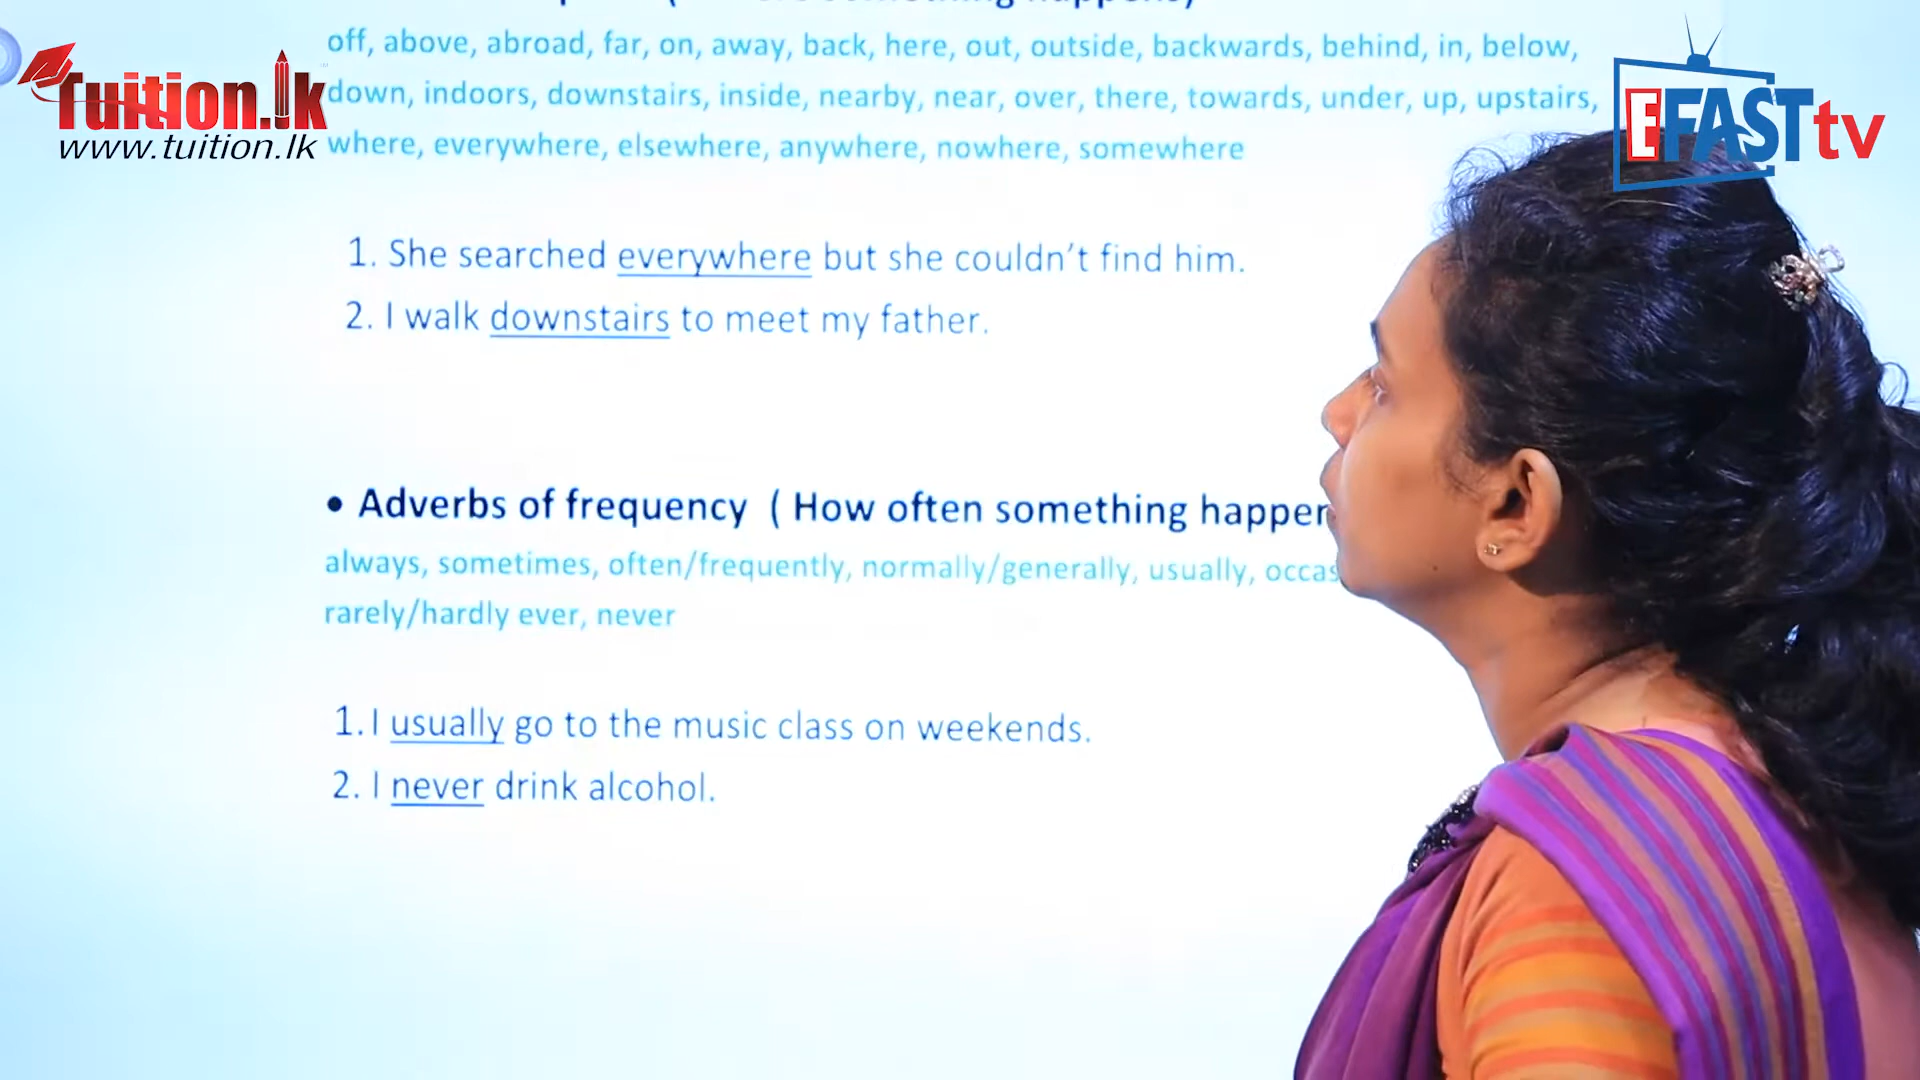 something happens)
off, above, abroad, far, on, away, back, here, out, outside, backwards, behind, in, below,
down, indoors, downstairs, inside, nearby, near, over, there, towards, under, up, upstairs,
where, everywhere, elsewhere, anywhere, nowhere, somewhere
Tuition.lk
www.tuition.lk
EFAST tv
1. She searched everywhere but she couldn't find him.
2. I walk downstairs to meet my father.
• Adverbs of frequency ( How often something happen
always, sometimes, often/frequently, normally/generally, usually, occas
rarely/hardly ever, never
1. I usually go to the music class on weekends.
2. I never drink alcohol.